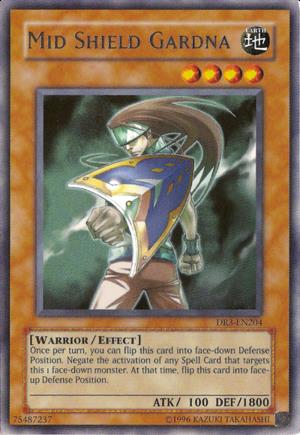 MID SHIELD GARDNA
EARTH
地
DR3-EN204
[WARRIOR/EFFECT]
Once per turn, you can flip this card into face-down Defense
Position. Negate the activation of any Spell Card that targets
this 1 face-down monster. At that time, flip this card into face-
up Defense Position.
ATK/ 100 DEF/1800
75487237
©1996 KAZUKI TAKAHASHI